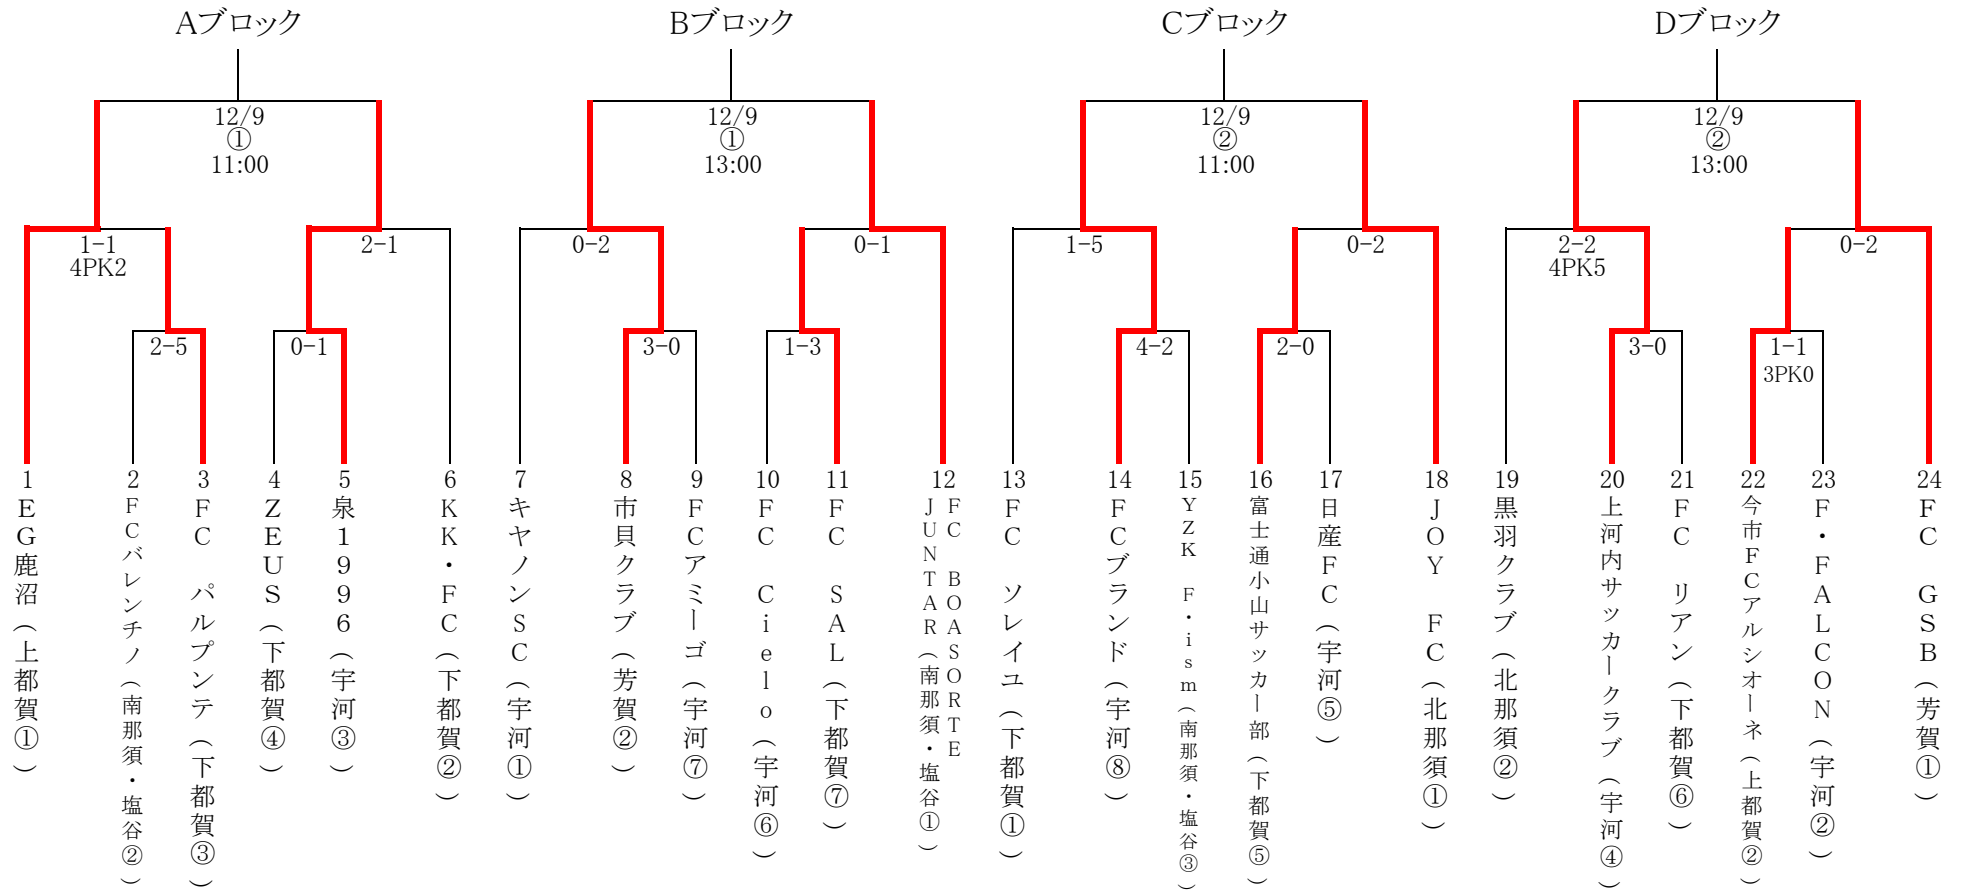 Aブロック
Bブロック
Cブロック
Dブロック
12/9
①
11:00
12/9
①
13:00
12/9
②
11:00
12/9
②
13:00
1-1
4PK2
2-1
0-2
0-1
1-5
0-2
2-2
4PK5
0-2
2-5
0-1
3-0
1-3
4-2
2-0
3-0
1-1
3PK0
1
EG鹿沼(上都賀①)
2
FCバレンチノ(南那須・塩谷②)
3
FC パルプンテ(下都賀③)
4
ZEUS(下都賀④)
5
泉1996(宇河③)
6
KK・FC(下都賀②)
7
キヤノンSC(宇河①)
8
市貝クラブ(芳賀②)
9
FCアミーゴ(宇河⑦)
10
FC Cielo(宇河⑥)
11
FC SAL(下都賀⑦)
12
FC BOASORTE
JUNTAR(南那須・塩谷①)
13
FC ソレイユ(下都賀①)
14
FCブランド(宇河⑧)
15
YZK F・ism(南那須・塩谷③)
16
富士通小山サッカー部(下都賀⑤)
17
日産FC(宇河⑤)
18
JOY FC(北那須①)
19
黒羽クラブ(北那須②)
20
上河内サッカークラブ(宇河④)
21
FC リアン(下都賀⑥)
22
今市FCアルシオーネ(上都賀②)
23
F・FALCON(宇河②)
24
FC GSB(芳賀①)